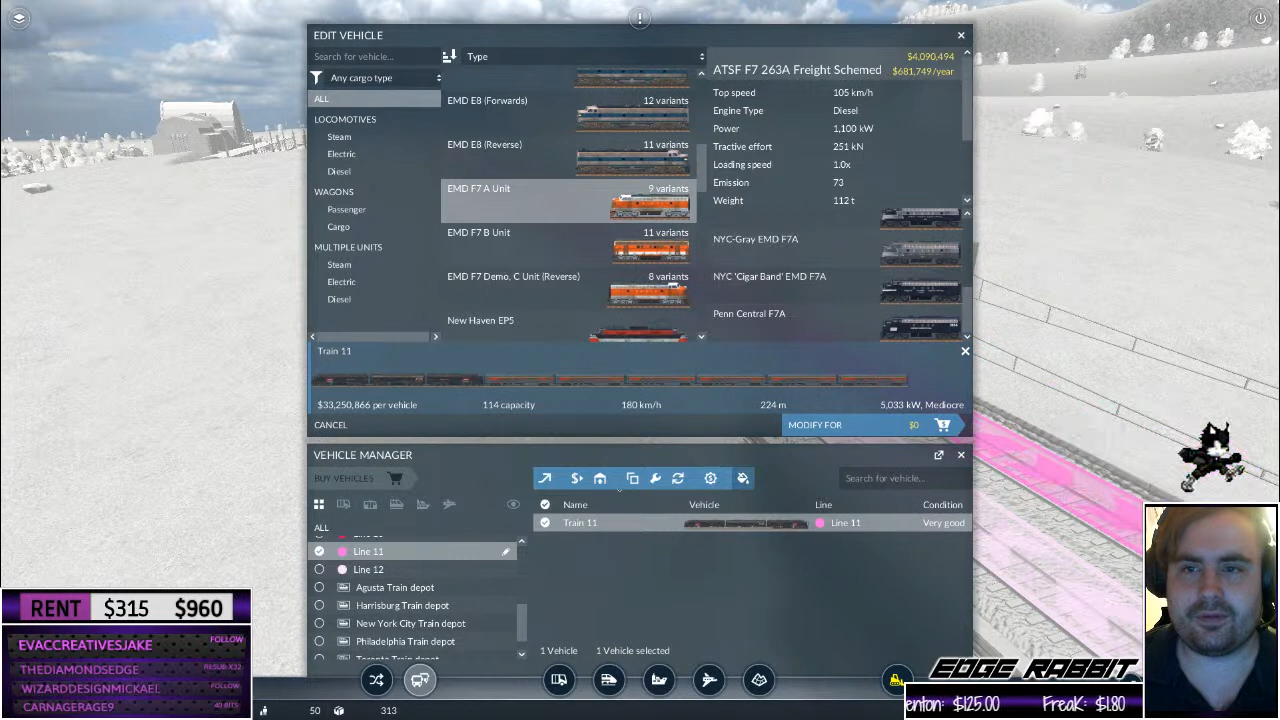 EDIT VEHICLE
Search for vehicle...
Type
Any cargo type
ALL
LOCOMOTIVES
Steam
Electric
Diesel
WAGONS
Passenger
Cargo
MULTIPLE UNITS
Steam
Electric
Diesel
EMD E8 (Forwards) 12 variants
EMD E8 (Reverse) 11 variants
EMD F7 A Unit 9 variants
EMD F7 B Unit 11 variants
EMD F7 Demo, C Unit (Reverse) 8 variants
New Haven EP5
$4,090,494
ATSF F7 263A Freight Schemed $681,749/year
Top speed 105 km/h
Engine Type Diesel
Power 1,100 kW
Tractive effort 251 kN
Loading speed 1.0x
Emission 73
Weight 112 t
NYC-Gray EMD F7A
NYC 'Cigar Band' EMD F7A
Penn Central F7A
Train 11
$33,250,866 per vehicle 114 capacity 180 km/h 224 m 5,033 kW, Mediocre
CANCEL
MODIFY FOR $0
VEHICLE MANAGER
BUY VEHICLES
Search for vehicle...
ALL
Line 11
Line 12
Agusta Train depot
Harrisburg Train depot
New York City Train depot
Philadelphia Train depot
Toronto Train depot
Name Vehicle Line Condition
Train 11 Line 11 Very good
1 Vehicle 1 Vehicle selected
50 313
RENT $315 $960
EVACCREATIVESJAKE FOLLOW
THEDIAMONDSEDGE RESUB X32
WIZARDDESIGNMICKAEL FOLLOW
CARNAGERAGE9 40 BITS
EDGE RABBIT
enton: $125.00 FreaK: $1.80